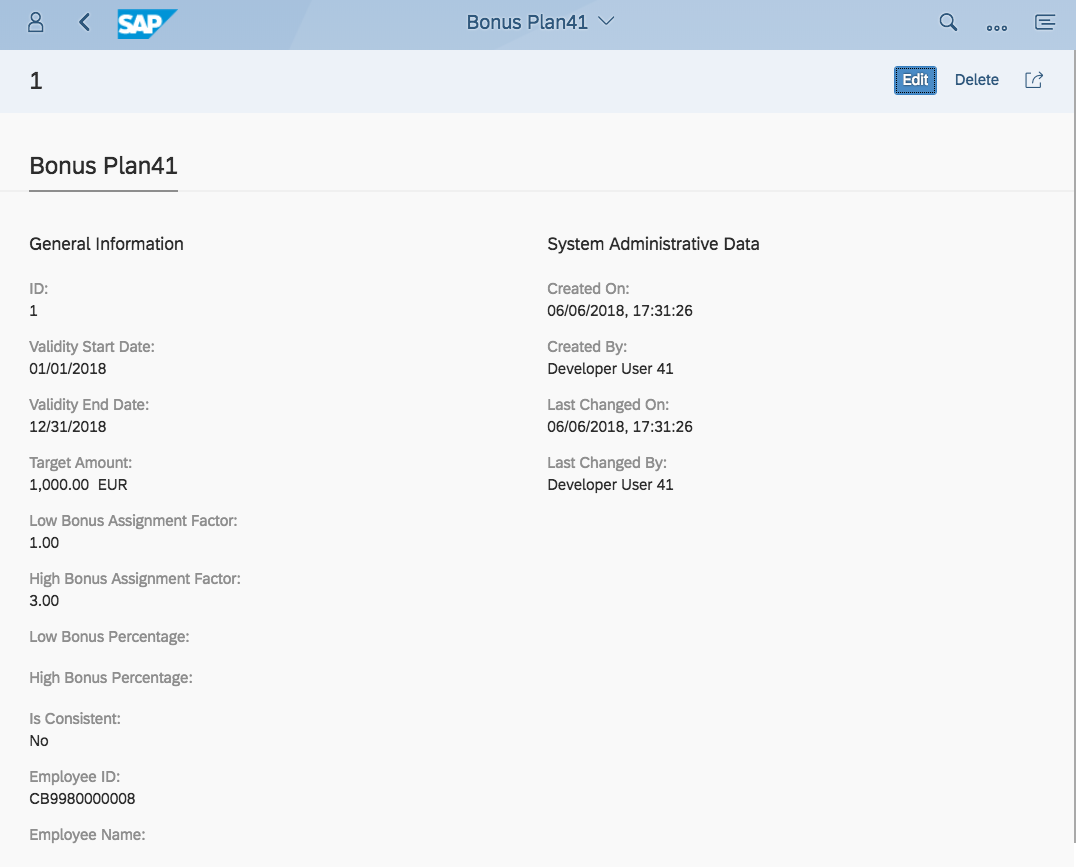 SAP
Bonus Plan41
1
Edit
Delete
Bonus Plan41
General Information
ID:
1
Validity Start Date:
01/01/2018
Validity End Date:
12/31/2018
Target Amount:
1,000.00 EUR
Low Bonus Assignment Factor:
1.00
High Bonus Assignment Factor:
3.00
Low Bonus Percentage:
High Bonus Percentage:
Is Consistent:
No
Employee ID:
CB9980000008
Employee Name:
System Administrative Data
Created On:
06/06/2018, 17:31:26
Created By:
Developer User 41
Last Changed On:
06/06/2018, 17:31:26
Last Changed By:
Developer User 41